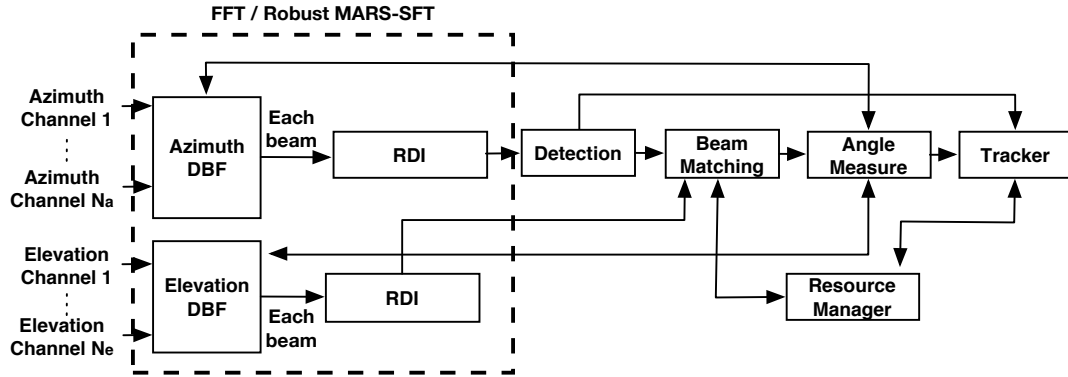 FFT / Robust MARS-SFT
Azimuth
Channel 1
Azimuth
Channel Na
Azimuth
DBF
Each
beam
RDI
Detection
Beam
Matching
Angle
Measure
Tracker
Elevation
Channel 1
Elevation
Channel Ne
Elevation
DBF
Each
beam
RDI
Resource
Manager